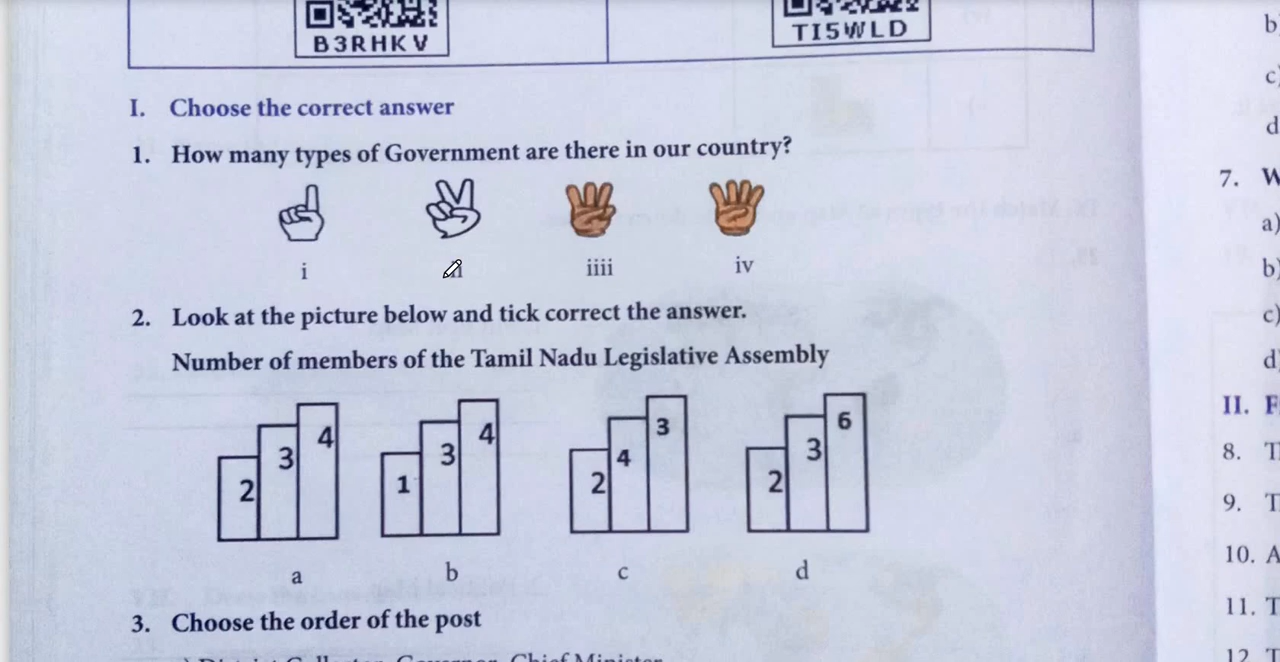 B3RHKV
TI5WLD
I. Choose the correct answer
1. How many types of Government are there in our country?
i
iiii
iv
2. Look at the picture below and tick correct the answer.
Number of members of the Tamil Nadu Legislative Assembly
2 3 4
1 3 4
2 4 3
2 3 6
a b c d
3. Choose the order of the post
Chief Minister
b
c)
d
7. W
a)
b)
c)
d)
II. F
8. T
9. T
10. A
11. T
12 T